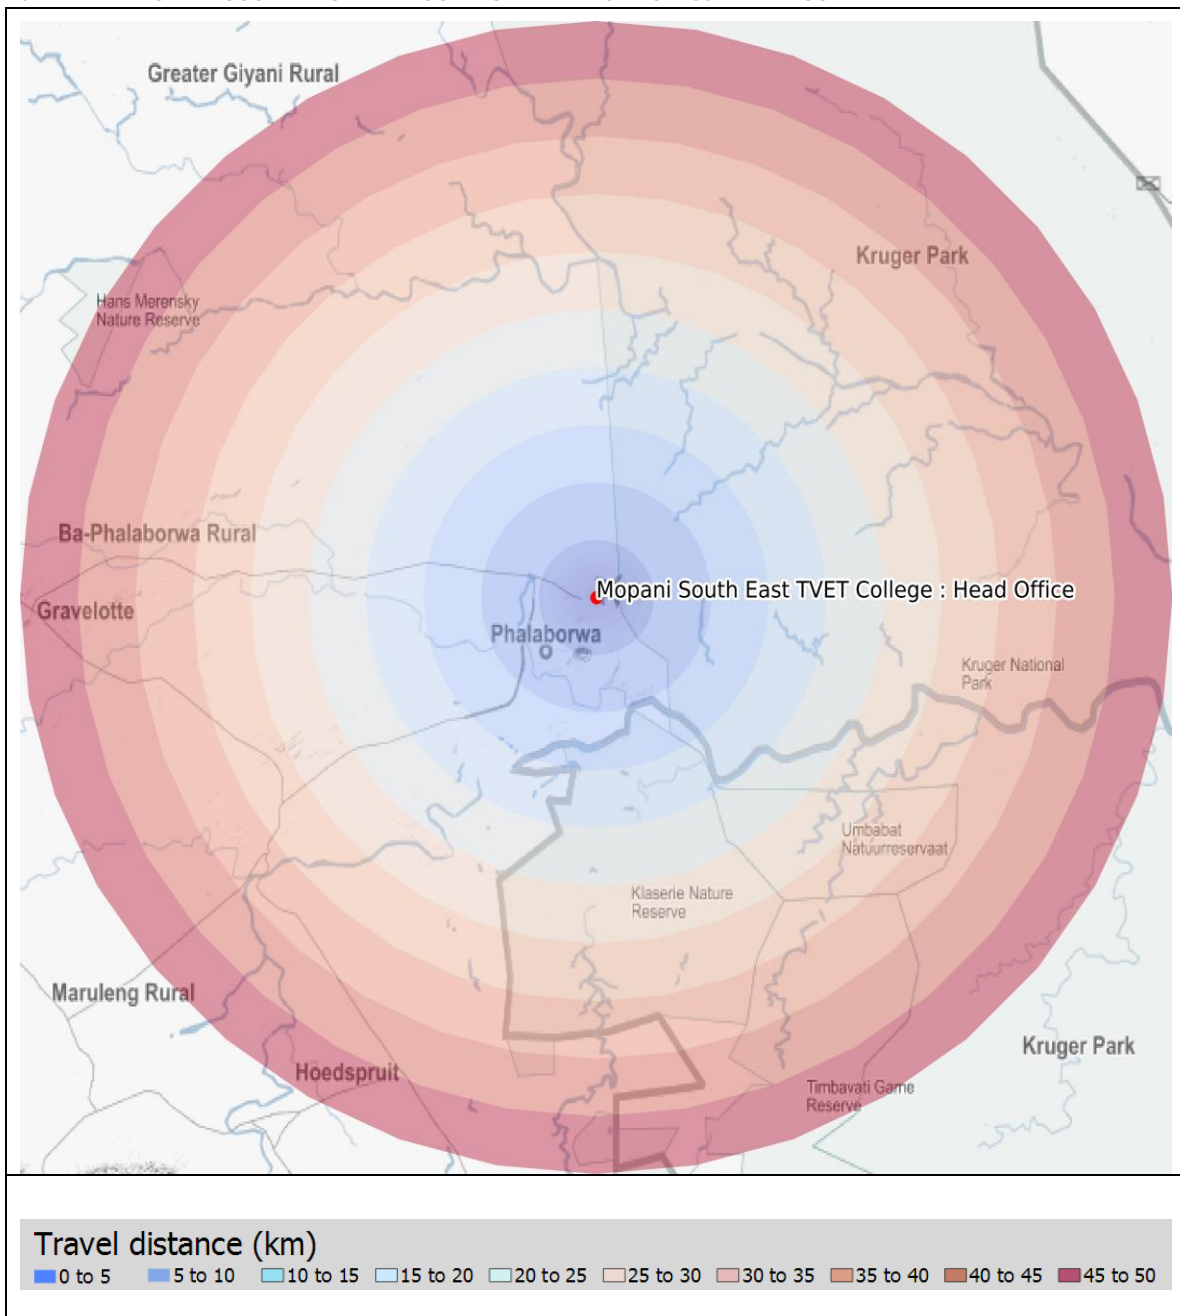 Greater Giyani Rural
Kruger Park
Hans Merensky
Nature Reserve
Ba-Phalaborwa Rural
Mopani South East TVET College : Head Office
Gravelotte
Phalaborwa
Kruger National
Park
Umbabat
Natuurreservaat
Klaserie Nature
Reserve
Maruleng Rural
Kruger Park
Hoedspruit
Timbavati Game
Reserve
Travel distance (km)
0 to 5 5 to 10 10 to 15 15 to 20 20 to 25 25 to 30 30 to 35 35 to 40 40 to 45 45 to 50